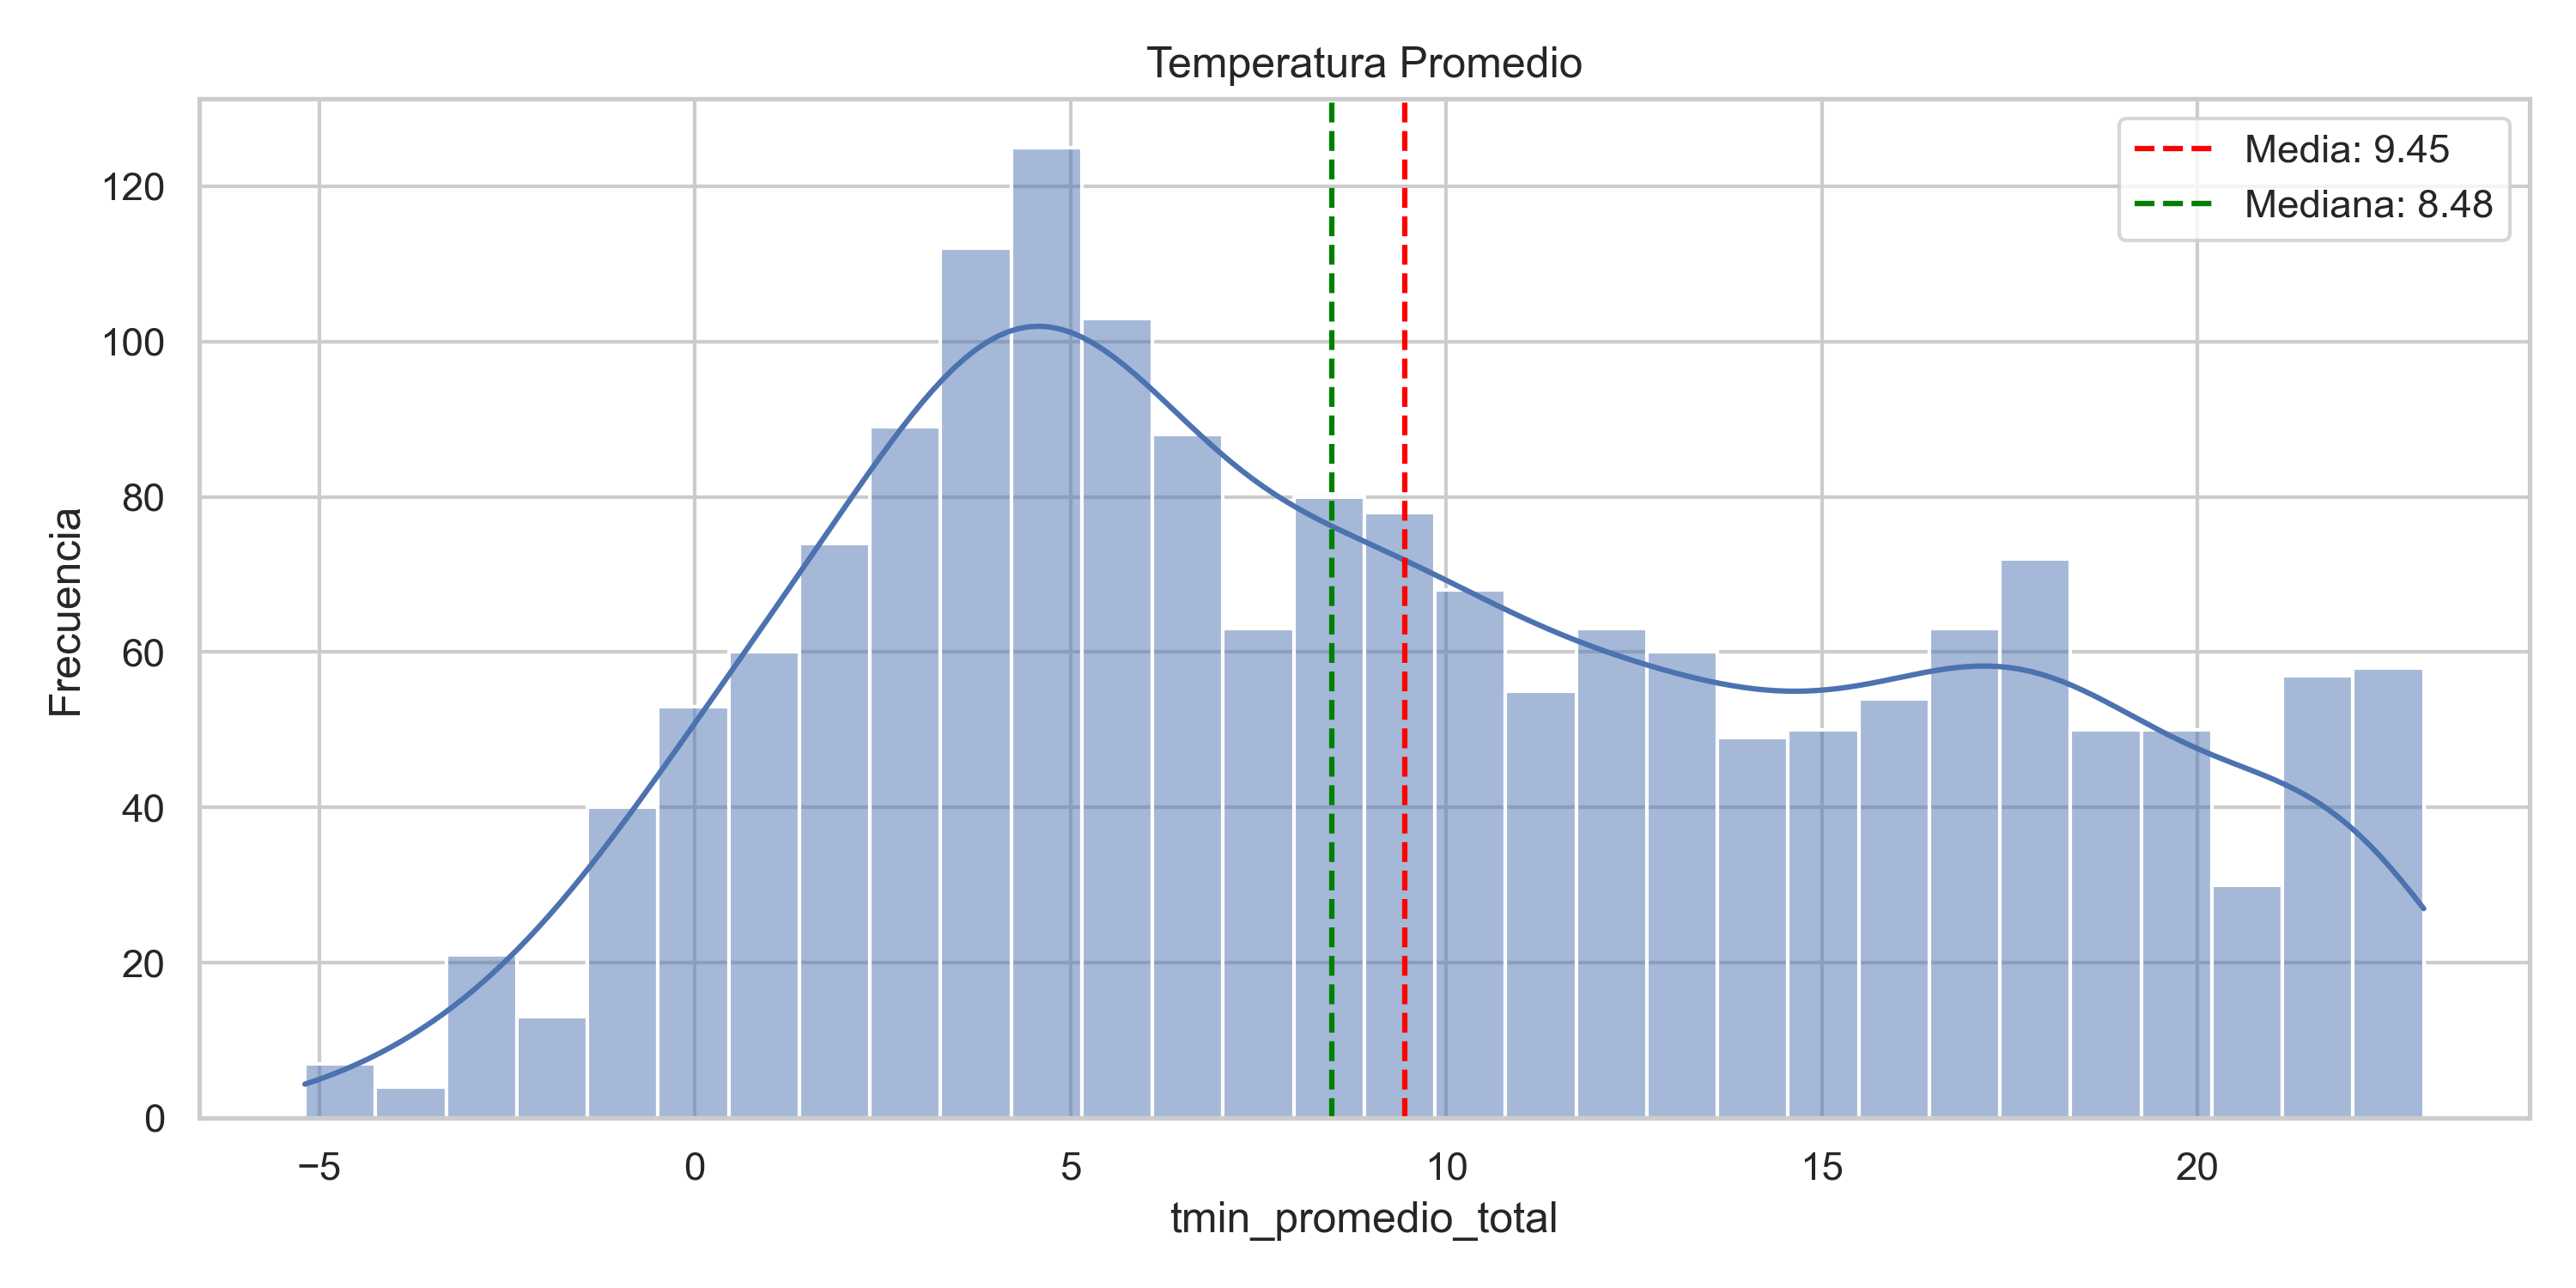 Temperatura Promedio
Media: 9.45
Mediana: 8.48
Frecuencia
120
100
80
60
40
20
0
−5 0 5 10 15 20
tmin_promedio_total